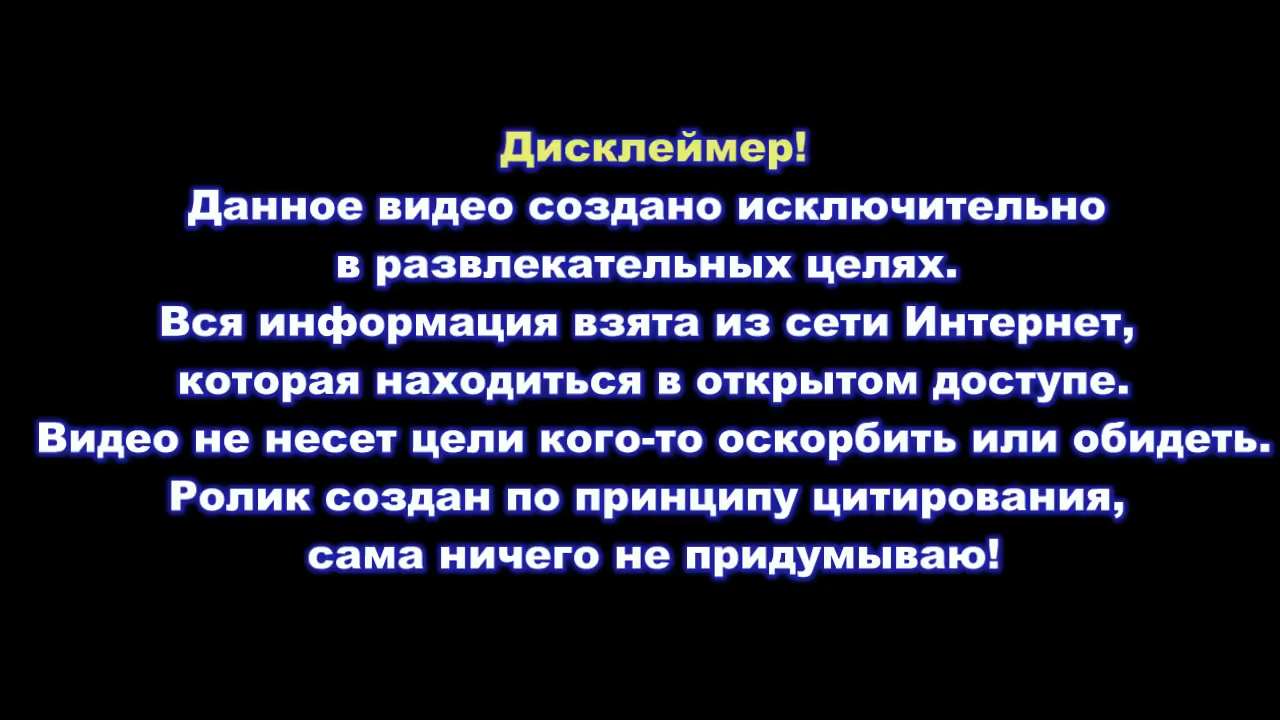 Дисклеймер!
Данное видео создано исключительно
в развлекательных целях.
Вся информация взята из сети Интернет,
которая находиться в открытом доступе.
Видео не несет цели кого-то оскорбить или обидеть.
Ролик создан по принципу цитирования,
сама ничего не придумываю!